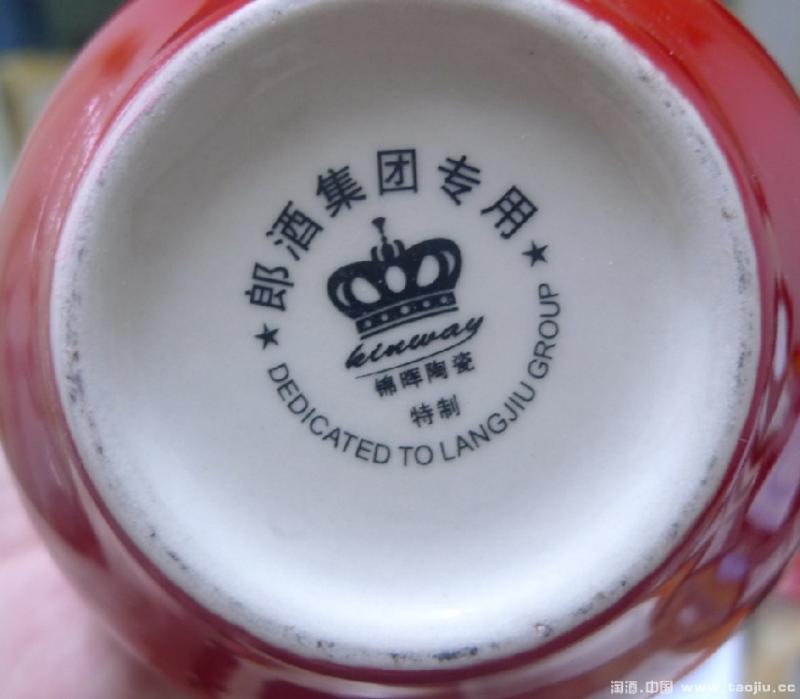 郎酒集团专用
kinway
锦晖陶瓷
特制
DEDICATED TO LANGJIU GROUP
淘酒.中国 www.taojiu.cc